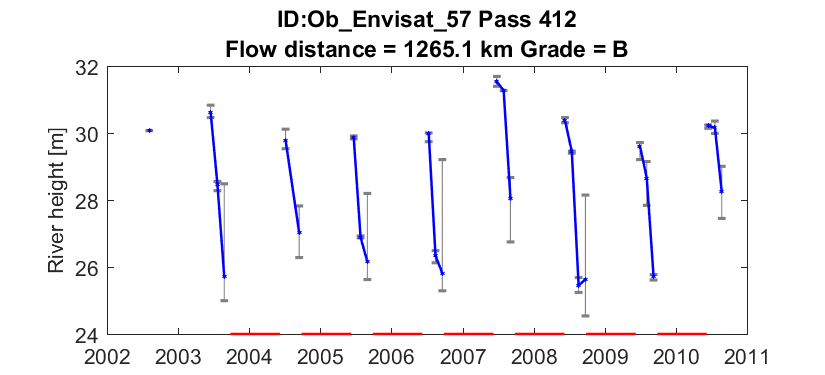 ID:Ob_Envisat_57 Pass 412
Flow distance = 1265.1 km Grade = B
River height [m]
32
30
28
26
24
2002 2003 2004 2005 2006 2007 2008 2009 2010 2011